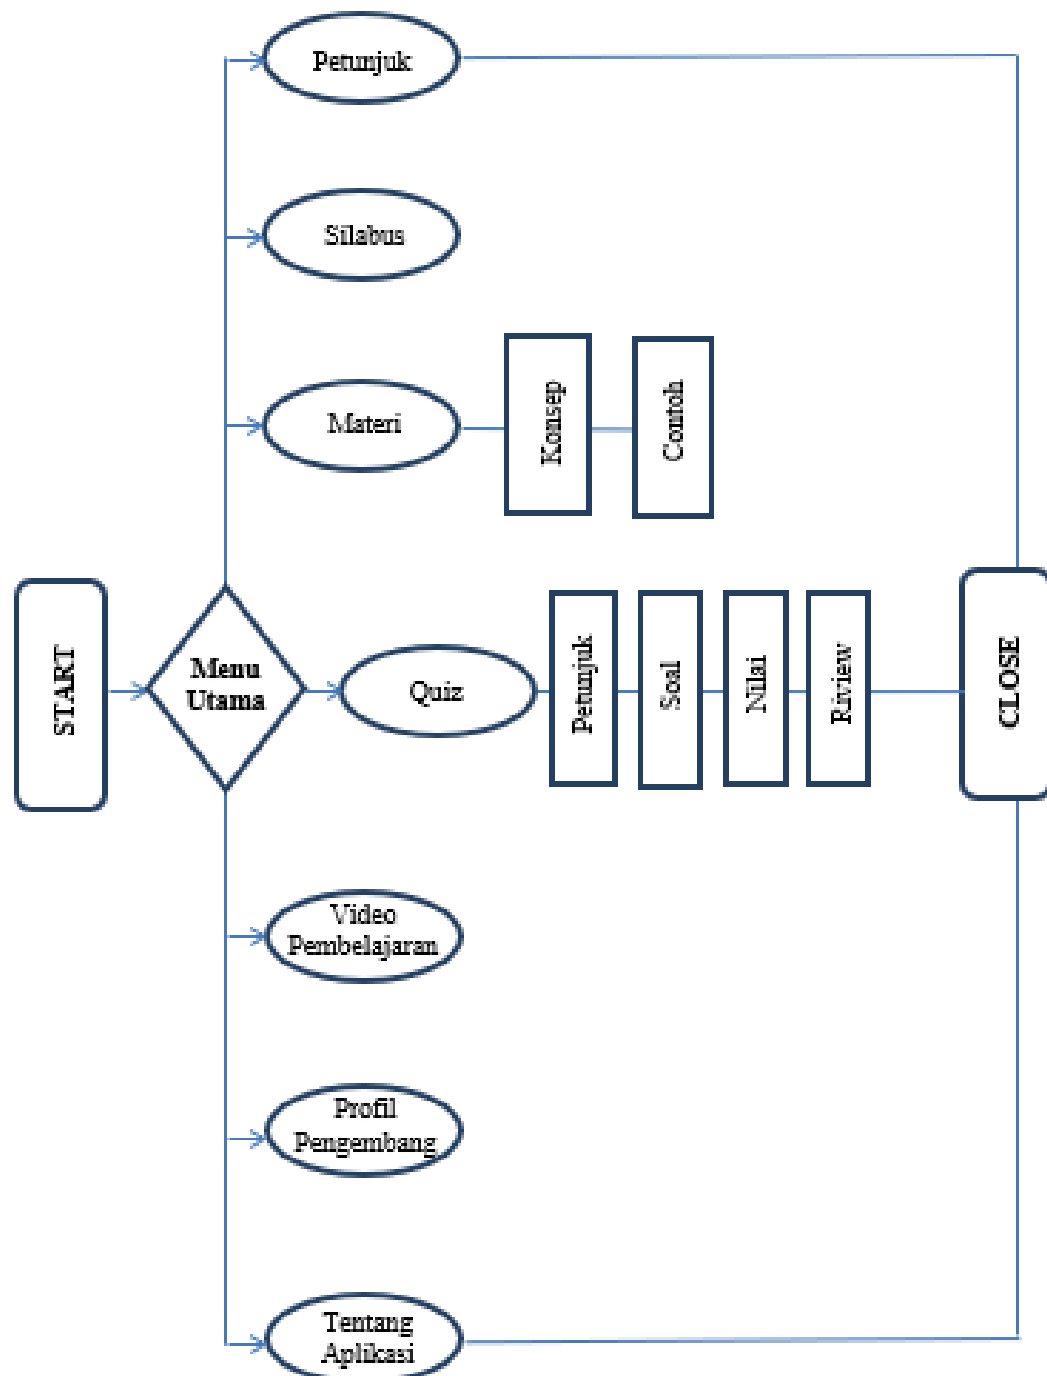 Petunjuk
Silabus
Materi
Konsep
Contoh
START
Menu
Utama
Quiz
Petunjuk
Soal
Nilai
Riview
CLOSE
Video
Pembelajaran
Profil
Pengembang
Tentang
Aplikasi